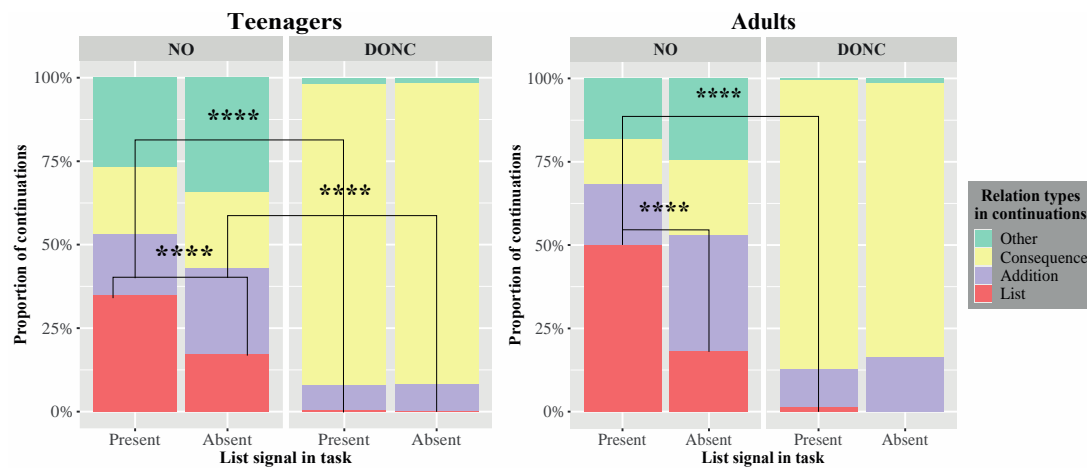 Teenagers
NO DONC
100%
75%
50%
25%
0%
Proportion of continuations
****
****
****
Present Absent Present Absent
List signal in task
Adults
NO DONC
100%
75%
50%
25%
0%
Proportion of continuations
****
****
Present Absent Present Absent
List signal in task
Relation types
in continuations
Other
Consequence
Addition
List